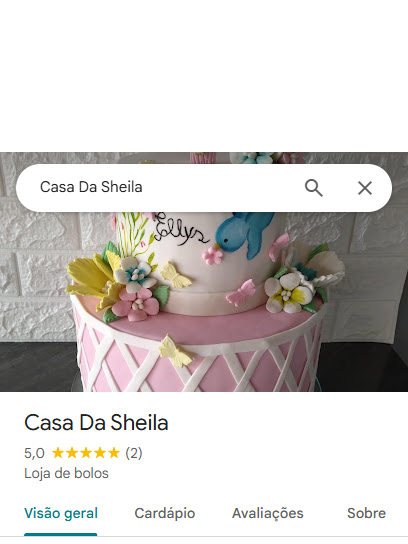 Casa Da Sheila
Ellys
Casa Da Sheila
5,0 (2)
Loja de bolos
Visão geral Cardápio Avaliações Sobre